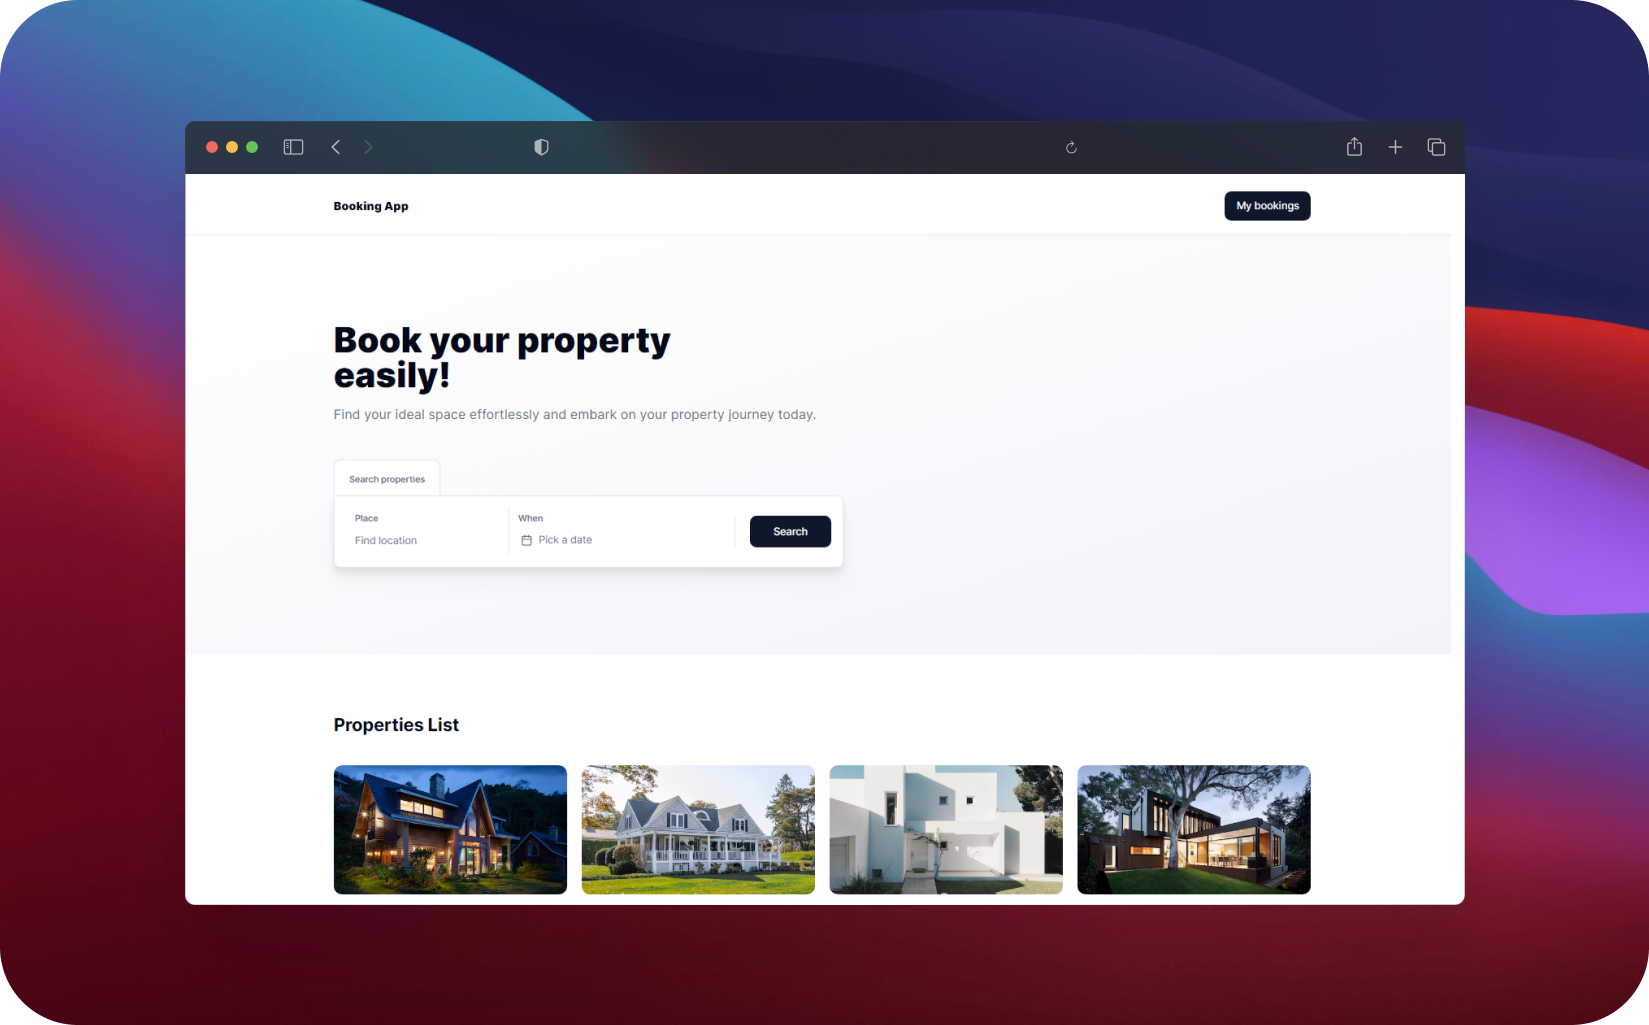 Booking App
My bookings
Book your property
easily!
Find your ideal space effortlessly and embark on your property journey today.
Search properties
Place
Find location
When
Pick a date
Search
Properties List